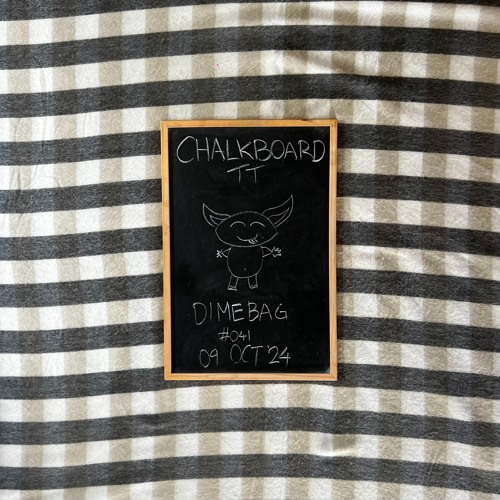 CHALKBOARD
TT
DIMEBAG
#041
09 OCT '24